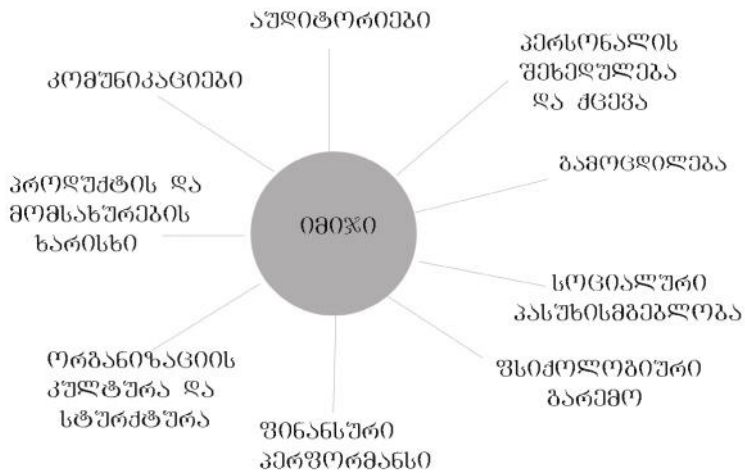 აუდიტორიები
პერსონალის
შეხედულება
და ქცევა
გამოცდილება
სოციალური
პასუხისმგებლობა
ფსიქოლოგიური
გარემო
ფინანსური
პერფორმანსი
ორგანიზაციის
კულტურა და
სტურქტურა
პროდუქტის და
მომსახურების
ხარისხი
კომუნიკაციები
იმიჯი